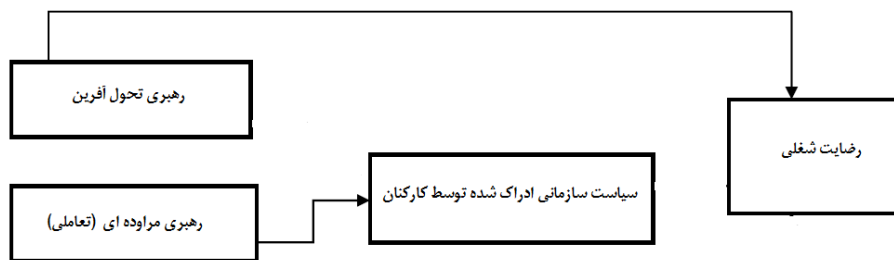 رهبری تحول آفرین
رضایت شغلی
سیاست سازمانی ادراک شده توسط کارکنان
رهبری مراوده ای (تعاملی)